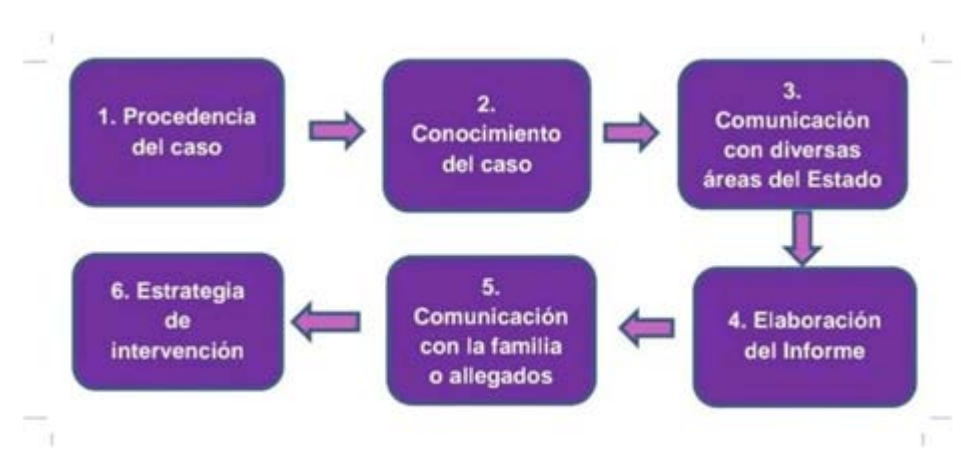 1. Procedencia
del caso
2.
Conocimiento
del caso
3.
Comunicación
con diversas
áreas del Estado
4. Elaboración
del Informe
5.
Comunicación
con la familia
o allegados
6. Estrategia
de
intervención